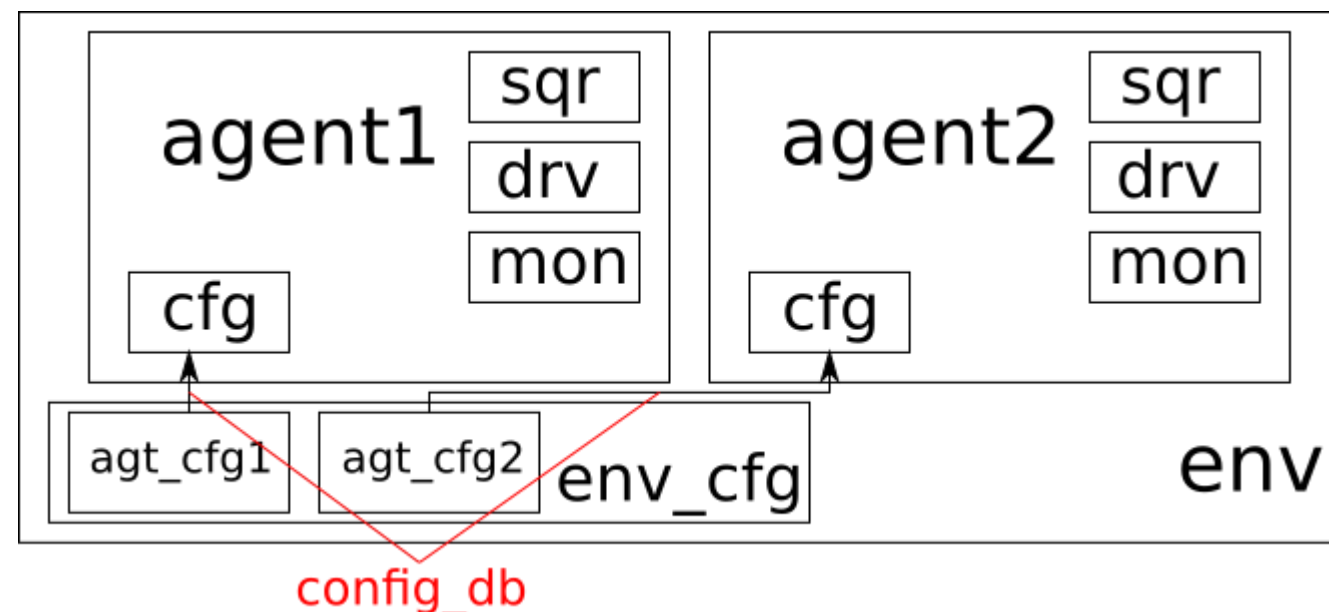 agent1
sqr
drv
mon
cfg
agent2
sqr
drv
mon
cfg
agt_cfg1
agt_cfg2
env_cfg
env
config_db